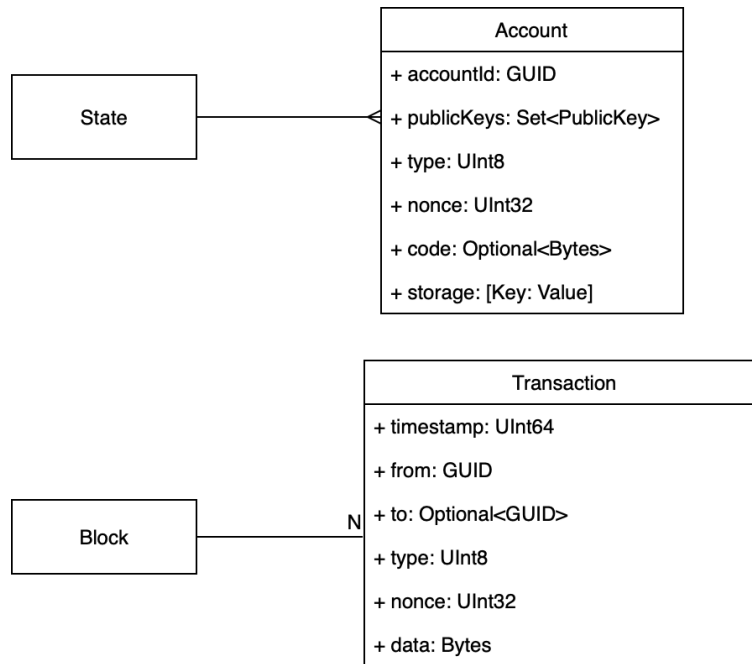 Account
+ accountId: GUID
State
+ publicKeys: Set<PublicKey>
+ type: UInt8
+ nonce: UInt32
+ code: Optional<Bytes>
+ storage: [Key: Value]
Transaction
+ timestamp: UInt64
+ from: GUID
N
+ to: Optional<GUID>
Block
+ type: UInt8
+ nonce: UInt32
+ data: Bytes